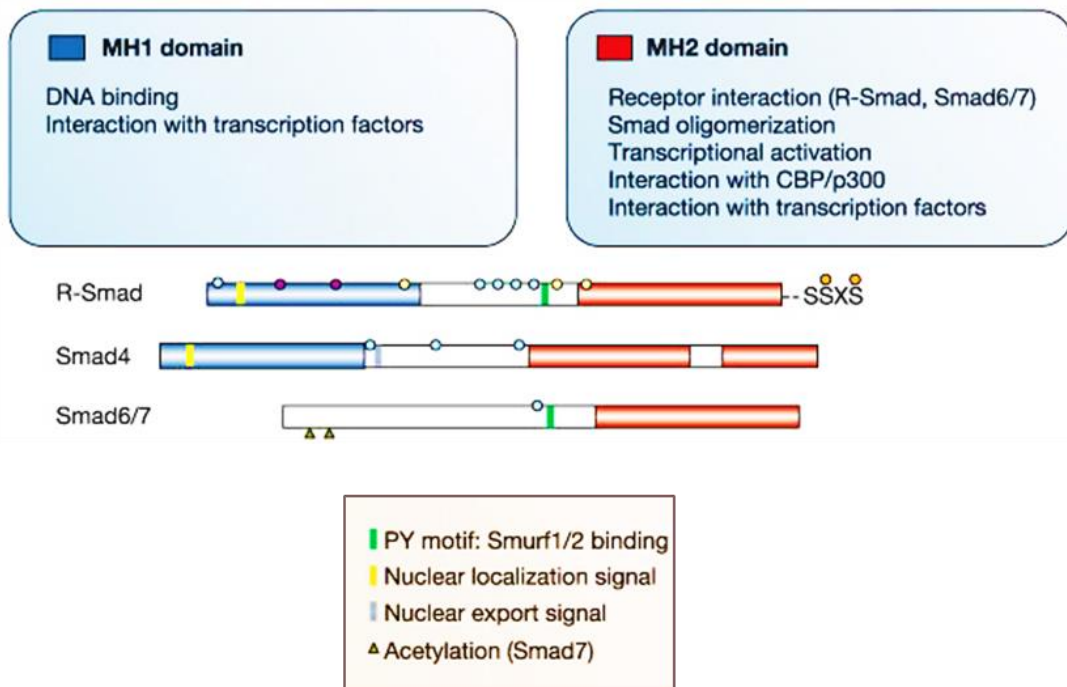 MH1 domain
DNA binding
Interaction with transcription factors
MH2 domain
Receptor interaction (R-Smad, Smad6/7)
Smad oligomerization
Transcriptional activation
Interaction with CBP/p300
Interaction with transcription factors
R-Smad
--SSXS
Smad4
Smad6/7
PY motif: Smurf1/2 binding
Nuclear localization signal
Nuclear export signal
Acetylation (Smad7)